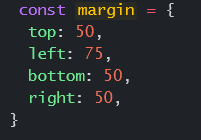 const margin = {
top: 50,
left: 75,
bottom: 50,
right: 50,
}